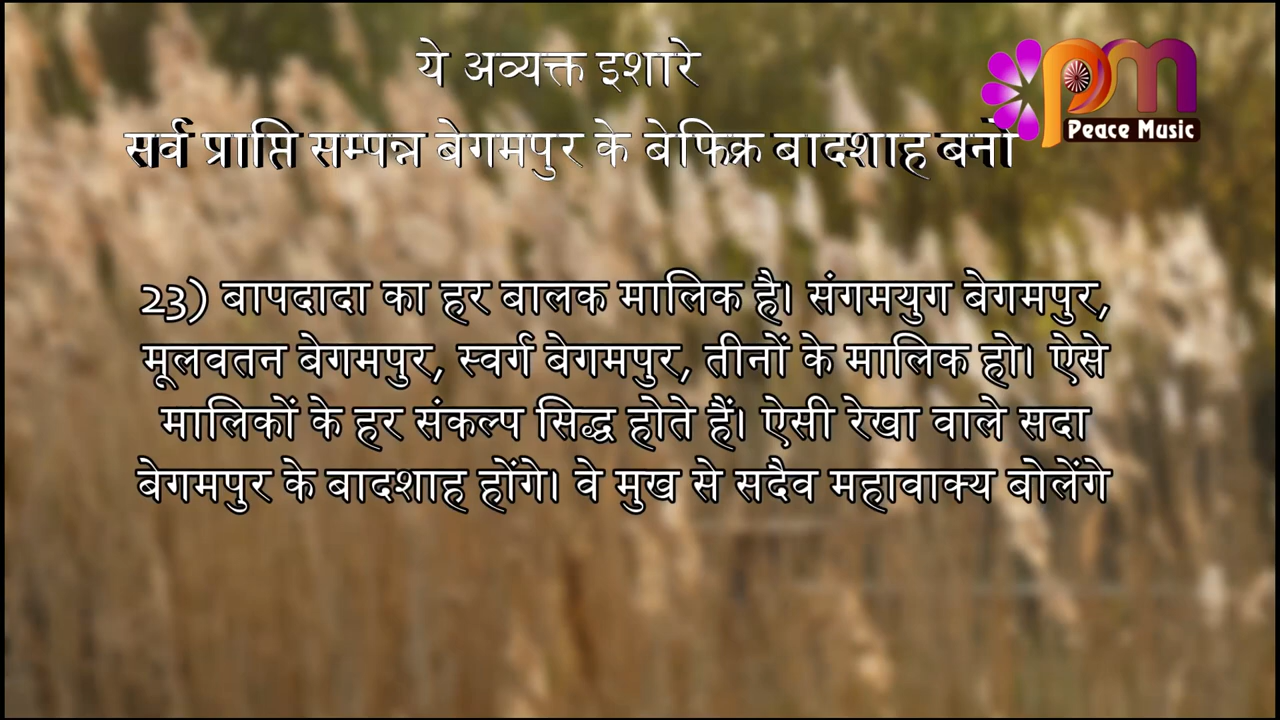 ये अव्यक्त इशारे
सर्व प्राप्ति सम्पन्न बेगमपुर के बेफिक्र बादशाह बनो
pm
Peace Music
23) बापदादा का हर बालक मालिक है। संगमयुग बेगमपुर,
मूलवतन बेगमपुर, स्वर्ग बेगमपुर, तीनों के मालिक हो। ऐसे
मालिकों के हर संकल्प सिद्ध होते हैं। ऐसी रेखा वाले सदा
बेगमपुर के बादशाह होंगे। वे मुख से सदैव महावाक्य बोलेंगे